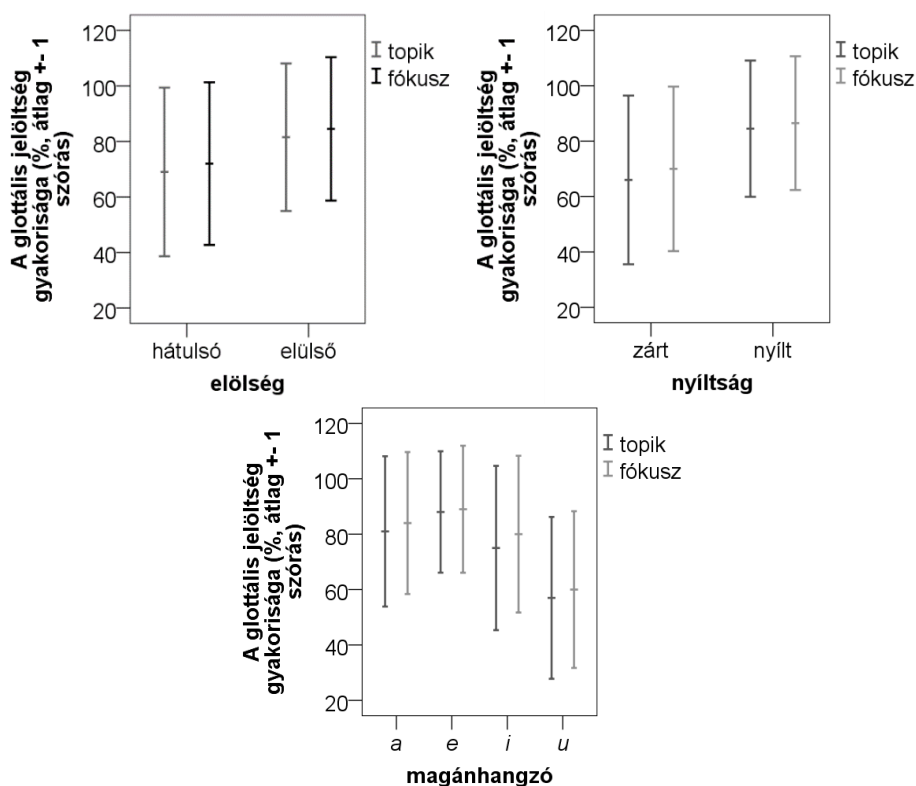 A glottális jelöltség
gyakorisága (%, átlag +- 1
szórás)
120
100
80
60
40
20
topik
fókusz
hátulsó elülső
elölség
A glottális jelöltség
gyakorisága (%, átlag +- 1
szórás)
120
100
80
60
40
20
topik
fókusz
zárt nyílt
nyíltság
A glottális jelöltség
gyakorisága (%, átlag +- 1
szórás)
120
100
80
60
40
20
topik
fókusz
a e i u
magánhangzó